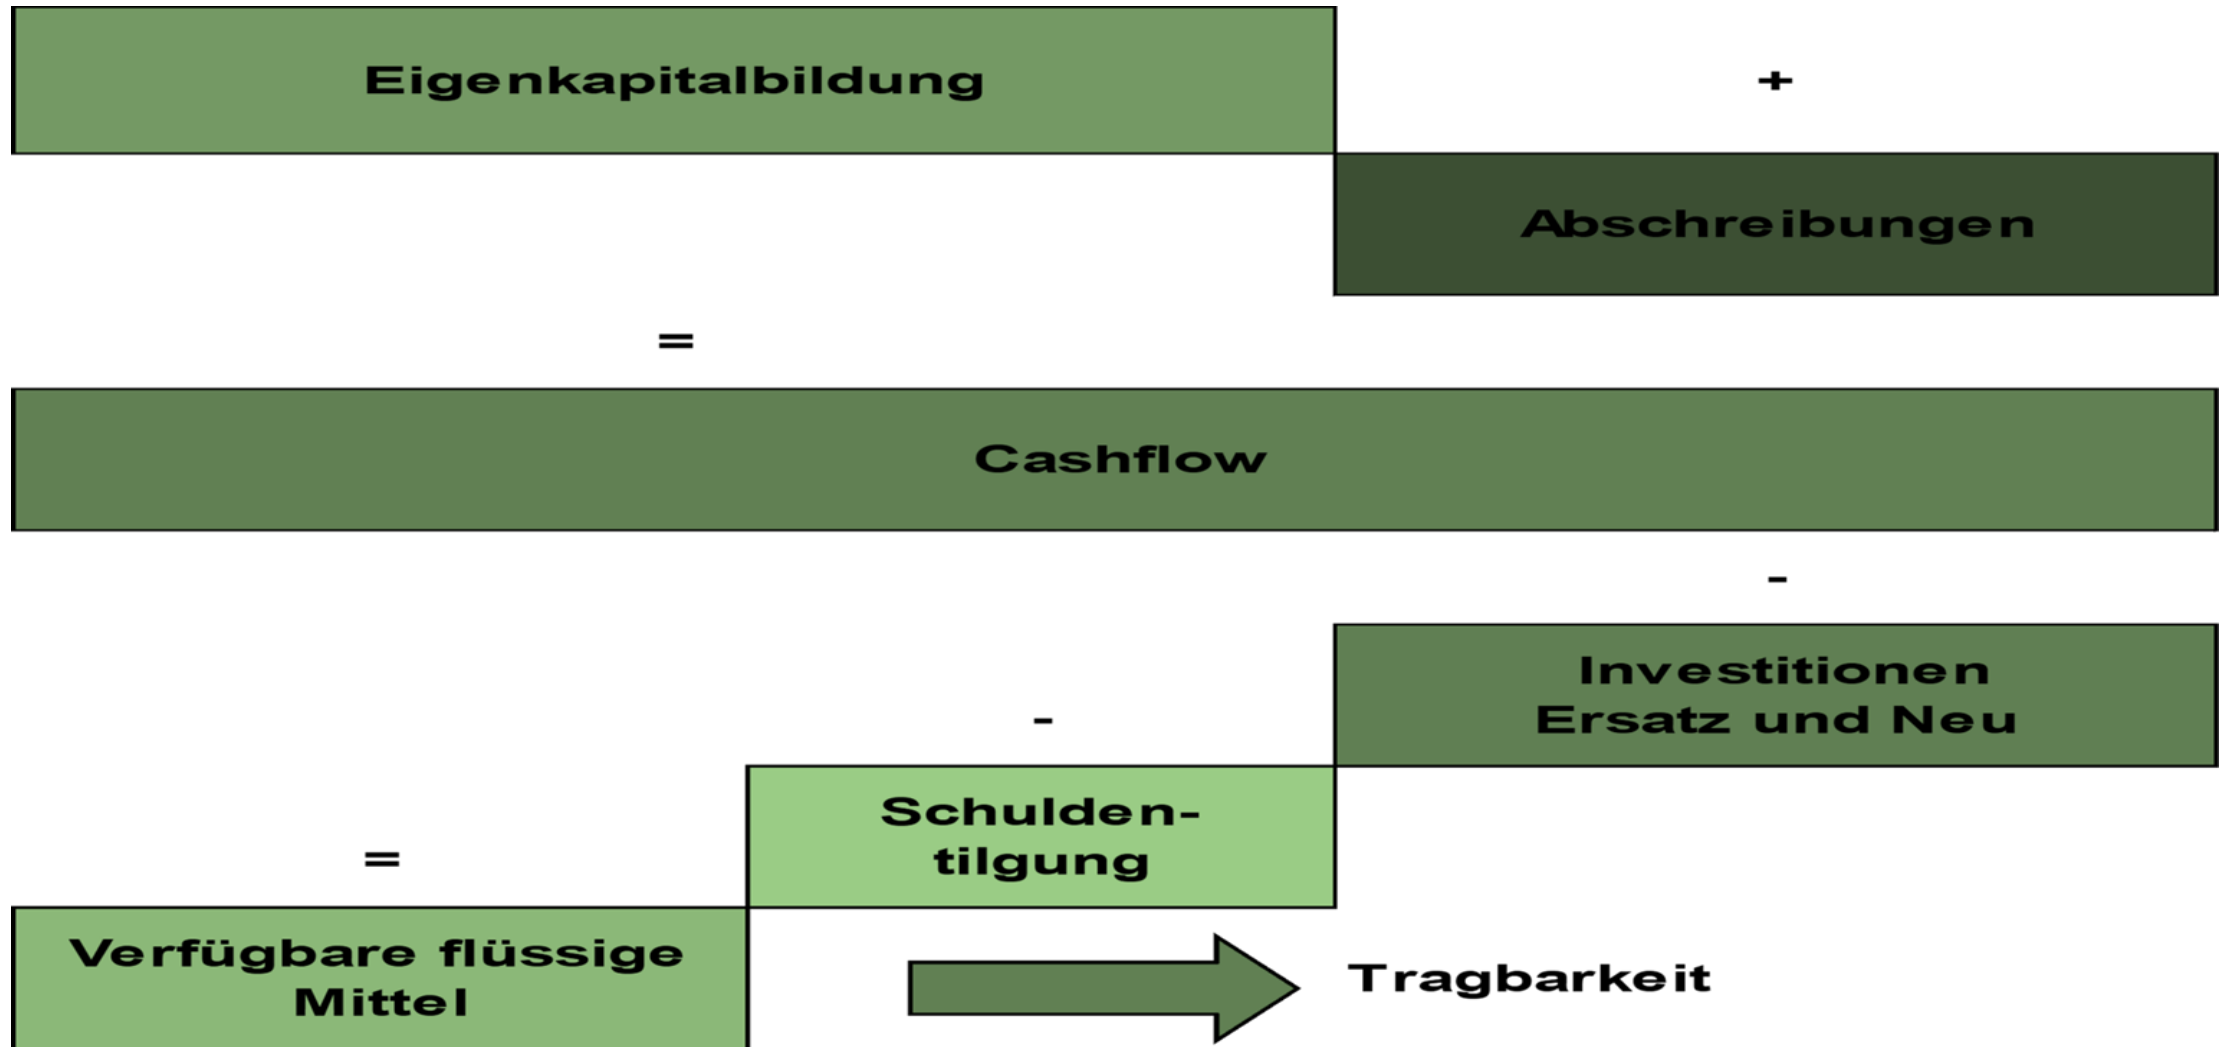 Eigenkapitalbildung
+
Abschreibungen
=
Cashflow
-
Investitionen
Ersatz und Neu
-
Schulden-
tilgung
=
Verfügbare flüssige
Mittel
Tragbarkeit